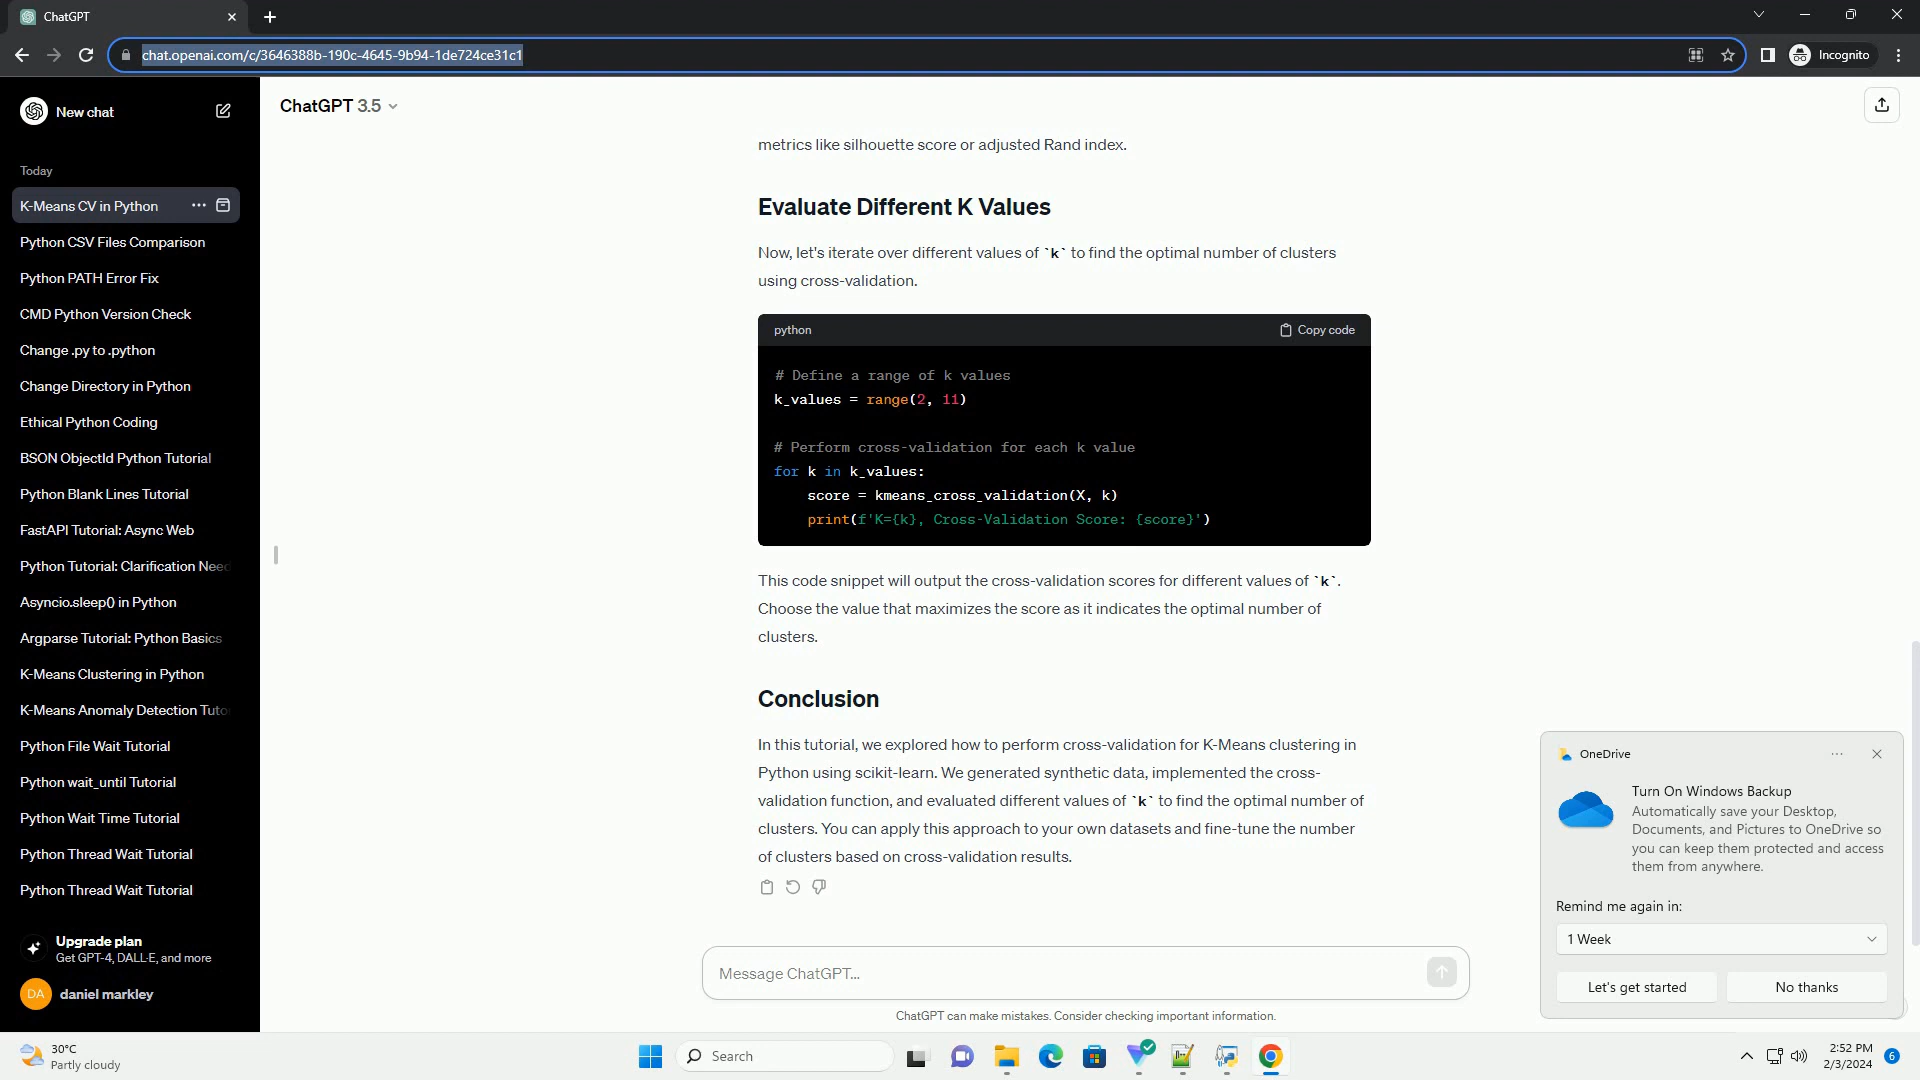 ChatGPT
chat.openai.com/c/3646388b-190c-4645-9b94-1de724ce31c1
Incognito
New chat
Today
K-Means CV in Python
Python CSV Files Comparison
Python PATH Error Fix
CMD Python Version Check
Change .py to .python
Change Directory in Python
Ethical Python Coding
BSON ObjectId Python Tutorial
Python Blank Lines Tutorial
FastAPI Tutorial: Async Web
Python Tutorial: Clarification Need
Asyncio.sleep() in Python
Argparse Tutorial: Python Basics
K-Means Clustering in Python
K-Means Anomaly Detection Tuto
Python File Wait Tutorial
Python wait_until Tutorial
Python Wait Time Tutorial
Python Thread Wait Tutorial
Python Thread Wait Tutorial
Upgrade plan
Get GPT-4, DALL·E, and more
DA
daniel markley
ChatGPT 3.5
metrics like silhouette score or adjusted Rand index.
Evaluate Different K Values
Now, let's iterate over different values of `k` to find the optimal number of clusters
using cross-validation.
python
Copy code
# Define a range of k values
k_values = range(2, 11)
# Perform cross-validation for each k value
for k in k_values:
    score = kmeans_cross_validation(X, k)
    print(f'K={k}, Cross-Validation Score: {score}')
This code snippet will output the cross-validation scores for different values of `k`.
Choose the value that maximizes the score as it indicates the optimal number of
clusters.
Conclusion
In this tutorial, we explored how to perform cross-validation for K-Means clustering in
Python using scikit-learn. We generated synthetic data, implemented the cross-
validation function, and evaluated different values of `k` to find the optimal number of
clusters. You can apply this approach to your own datasets and fine-tune the number
of clusters based on cross-validation results.
Message ChatGPT...
ChatGPT can make mistakes. Consider checking important information.
OneDrive
Turn On Windows Backup
Automatically save your Desktop,
Documents, and Pictures to OneDrive so
you can keep them protected and access
them from anywhere.
Remind me again in:
1 Week
Let's get started
No thanks
30°C
Partly cloudy
Search
2:52 PM
2/3/2024
6